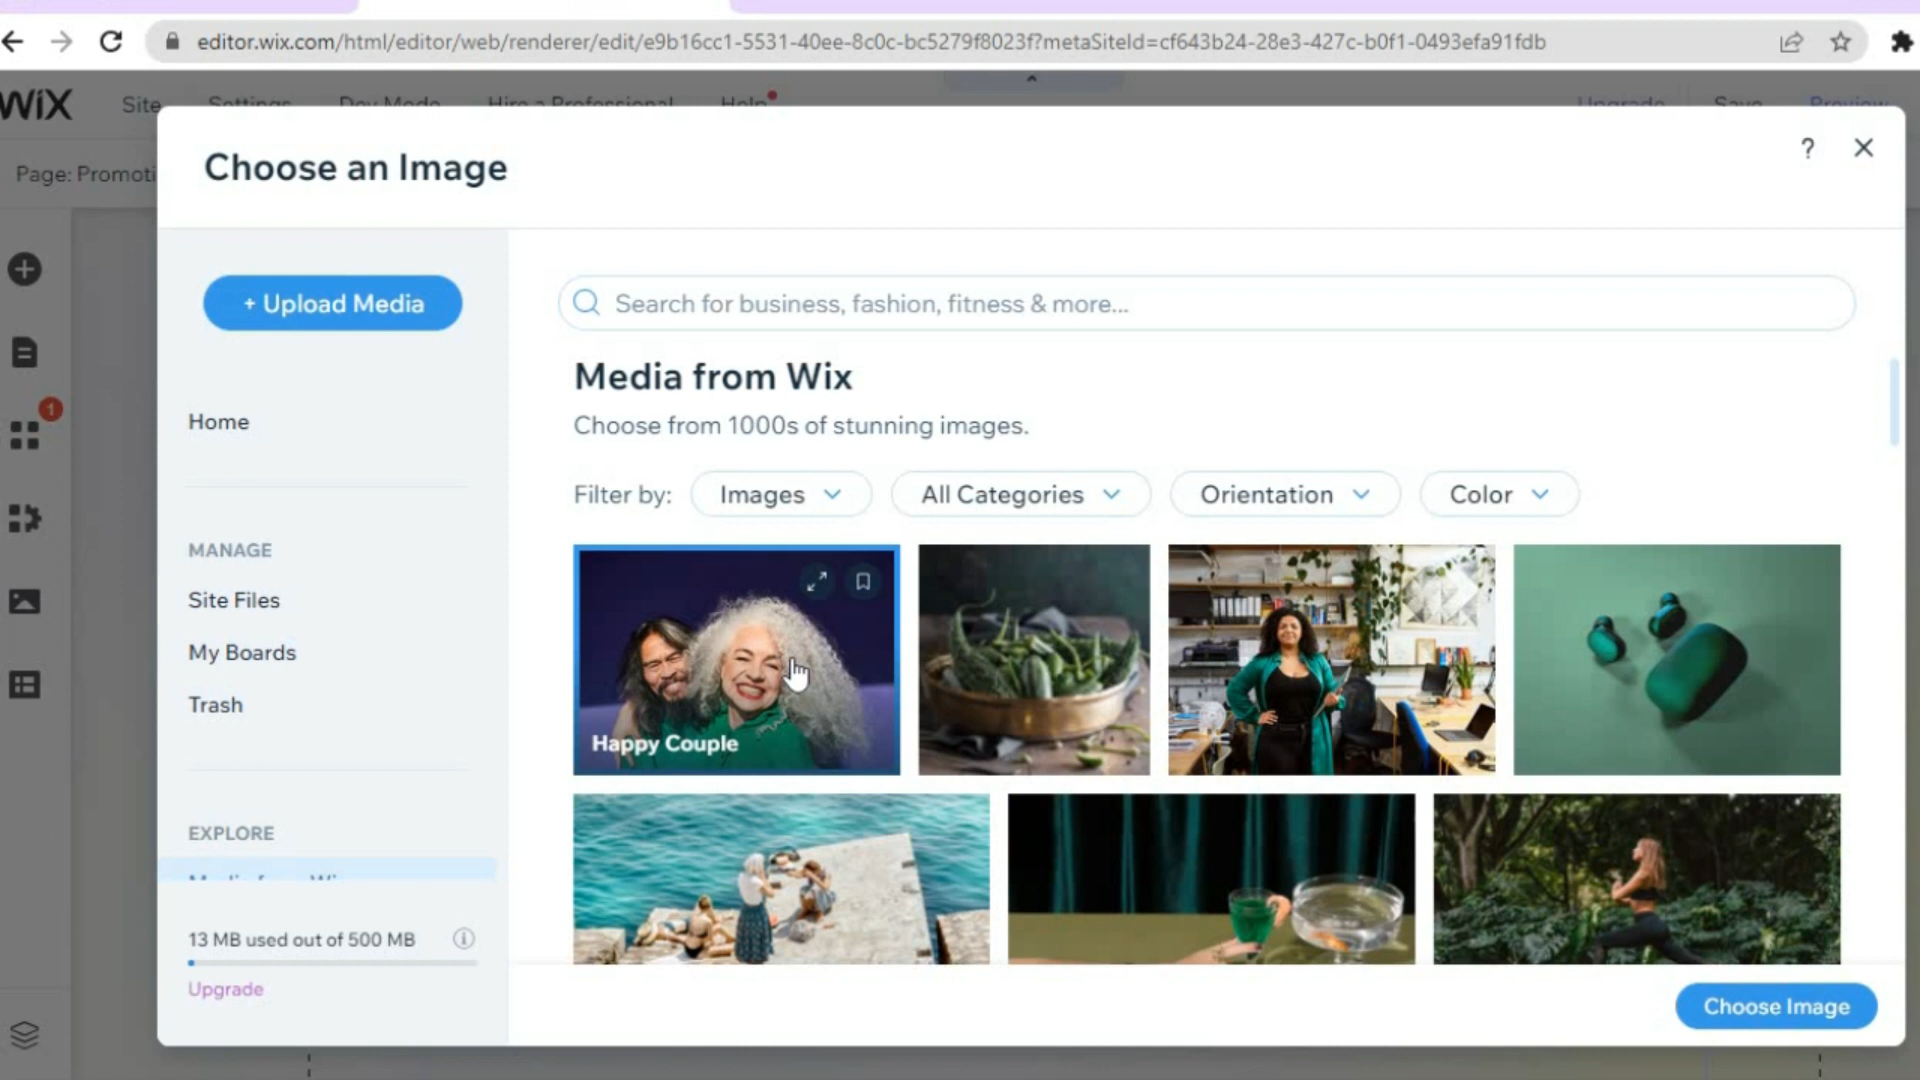 editor.wix.com/html/editor/web/renderer/edit/e9b16cc1-5531-40ee-8c0c-bc5279f8023f?metaSiteId=cf643b24-28e3-427c-b0f1-0493efa91fdb
WiX Site Settings Dev Mode Hire a Professional Help Upgrade Save Preview
Page: Promoti
Choose an Image
?
+ Upload Media
Search for business, fashion, fitness & more...
Media from Wix
Choose from 1000s of stunning images.
Home
Filter by: Images All Categories Orientation Color
1
MANAGE
Site Files
My Boards
Trash
Happy Couple
EXPLORE
Media from Wix
13 MB used out of 500 MB
Upgrade
Choose Image